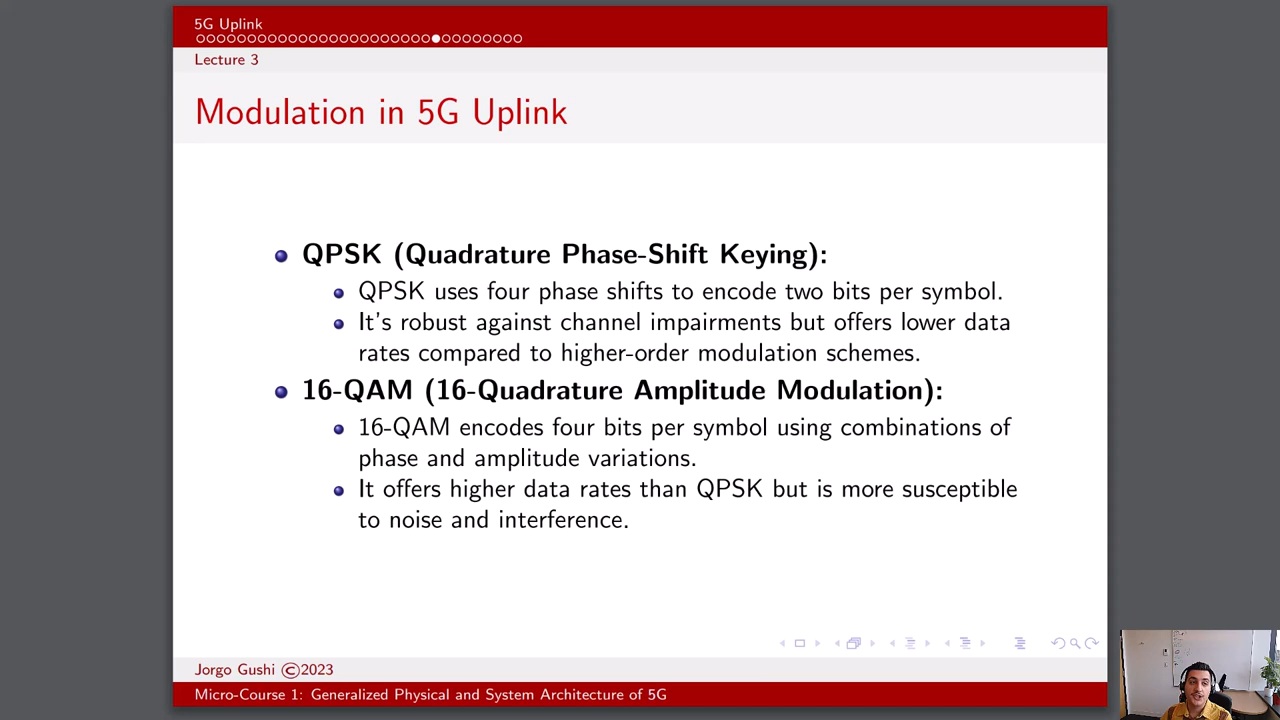 5G Uplink
Lecture 3
Modulation in 5G Uplink
QPSK (Quadrature Phase-Shift Keying):
QPSK uses four phase shifts to encode two bits per symbol.
It's robust against channel impairments but offers lower data
rates compared to higher-order modulation schemes.
16-QAM (16-Quadrature Amplitude Modulation):
16-QAM encodes four bits per symbol using combinations of
phase and amplitude variations.
It offers higher data rates than QPSK but is more susceptible
to noise and interference.
Jorgo Gushi ©2023
Micro-Course 1: Generalized Physical and System Architecture of 5G